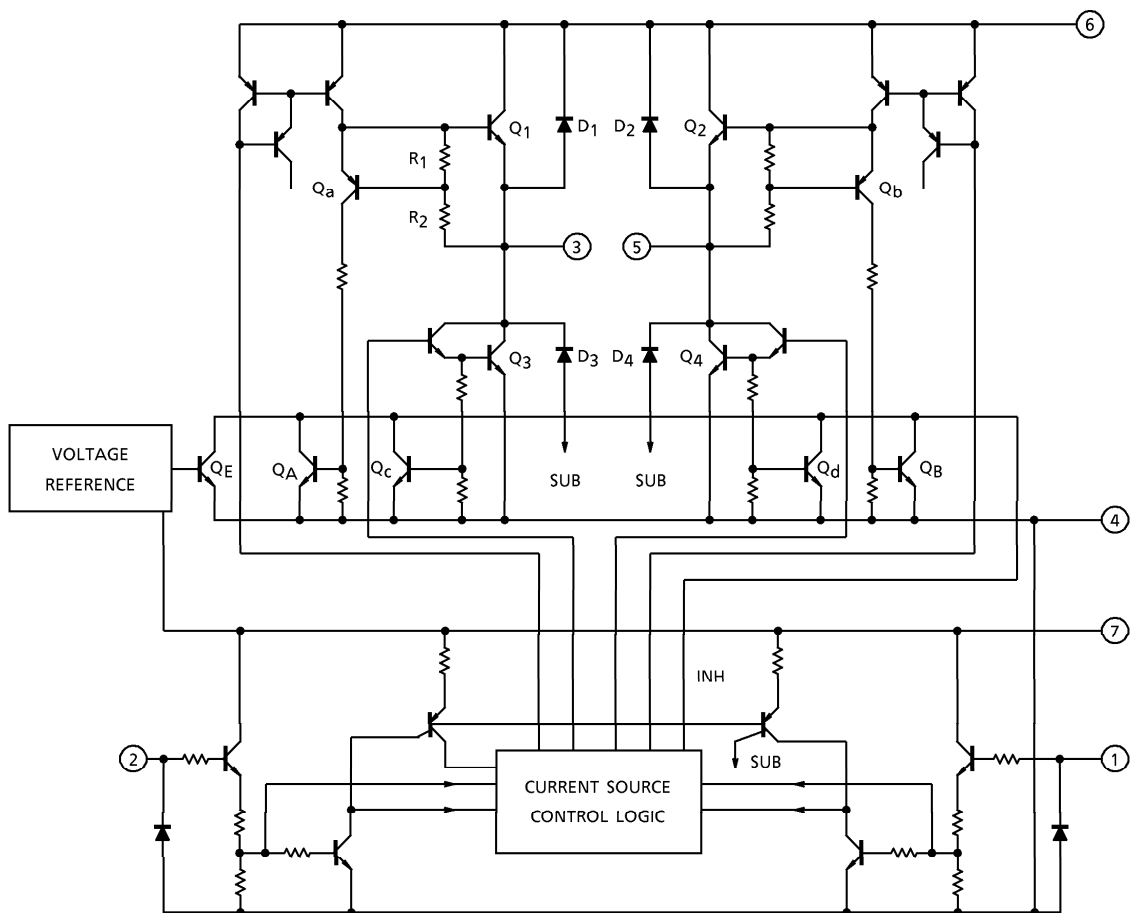 6
Q1
D1
D2
Q2
R1
Qa
Qb
R2
3
5
Q3
D3
D4
Q4
VOLTAGE
REFERENCE
QE
QA
Qc
SUB
SUB
Qd
QB
4
7
INH
2
SUB
1
CURRENT SOURCE
CONTROL LOGIC